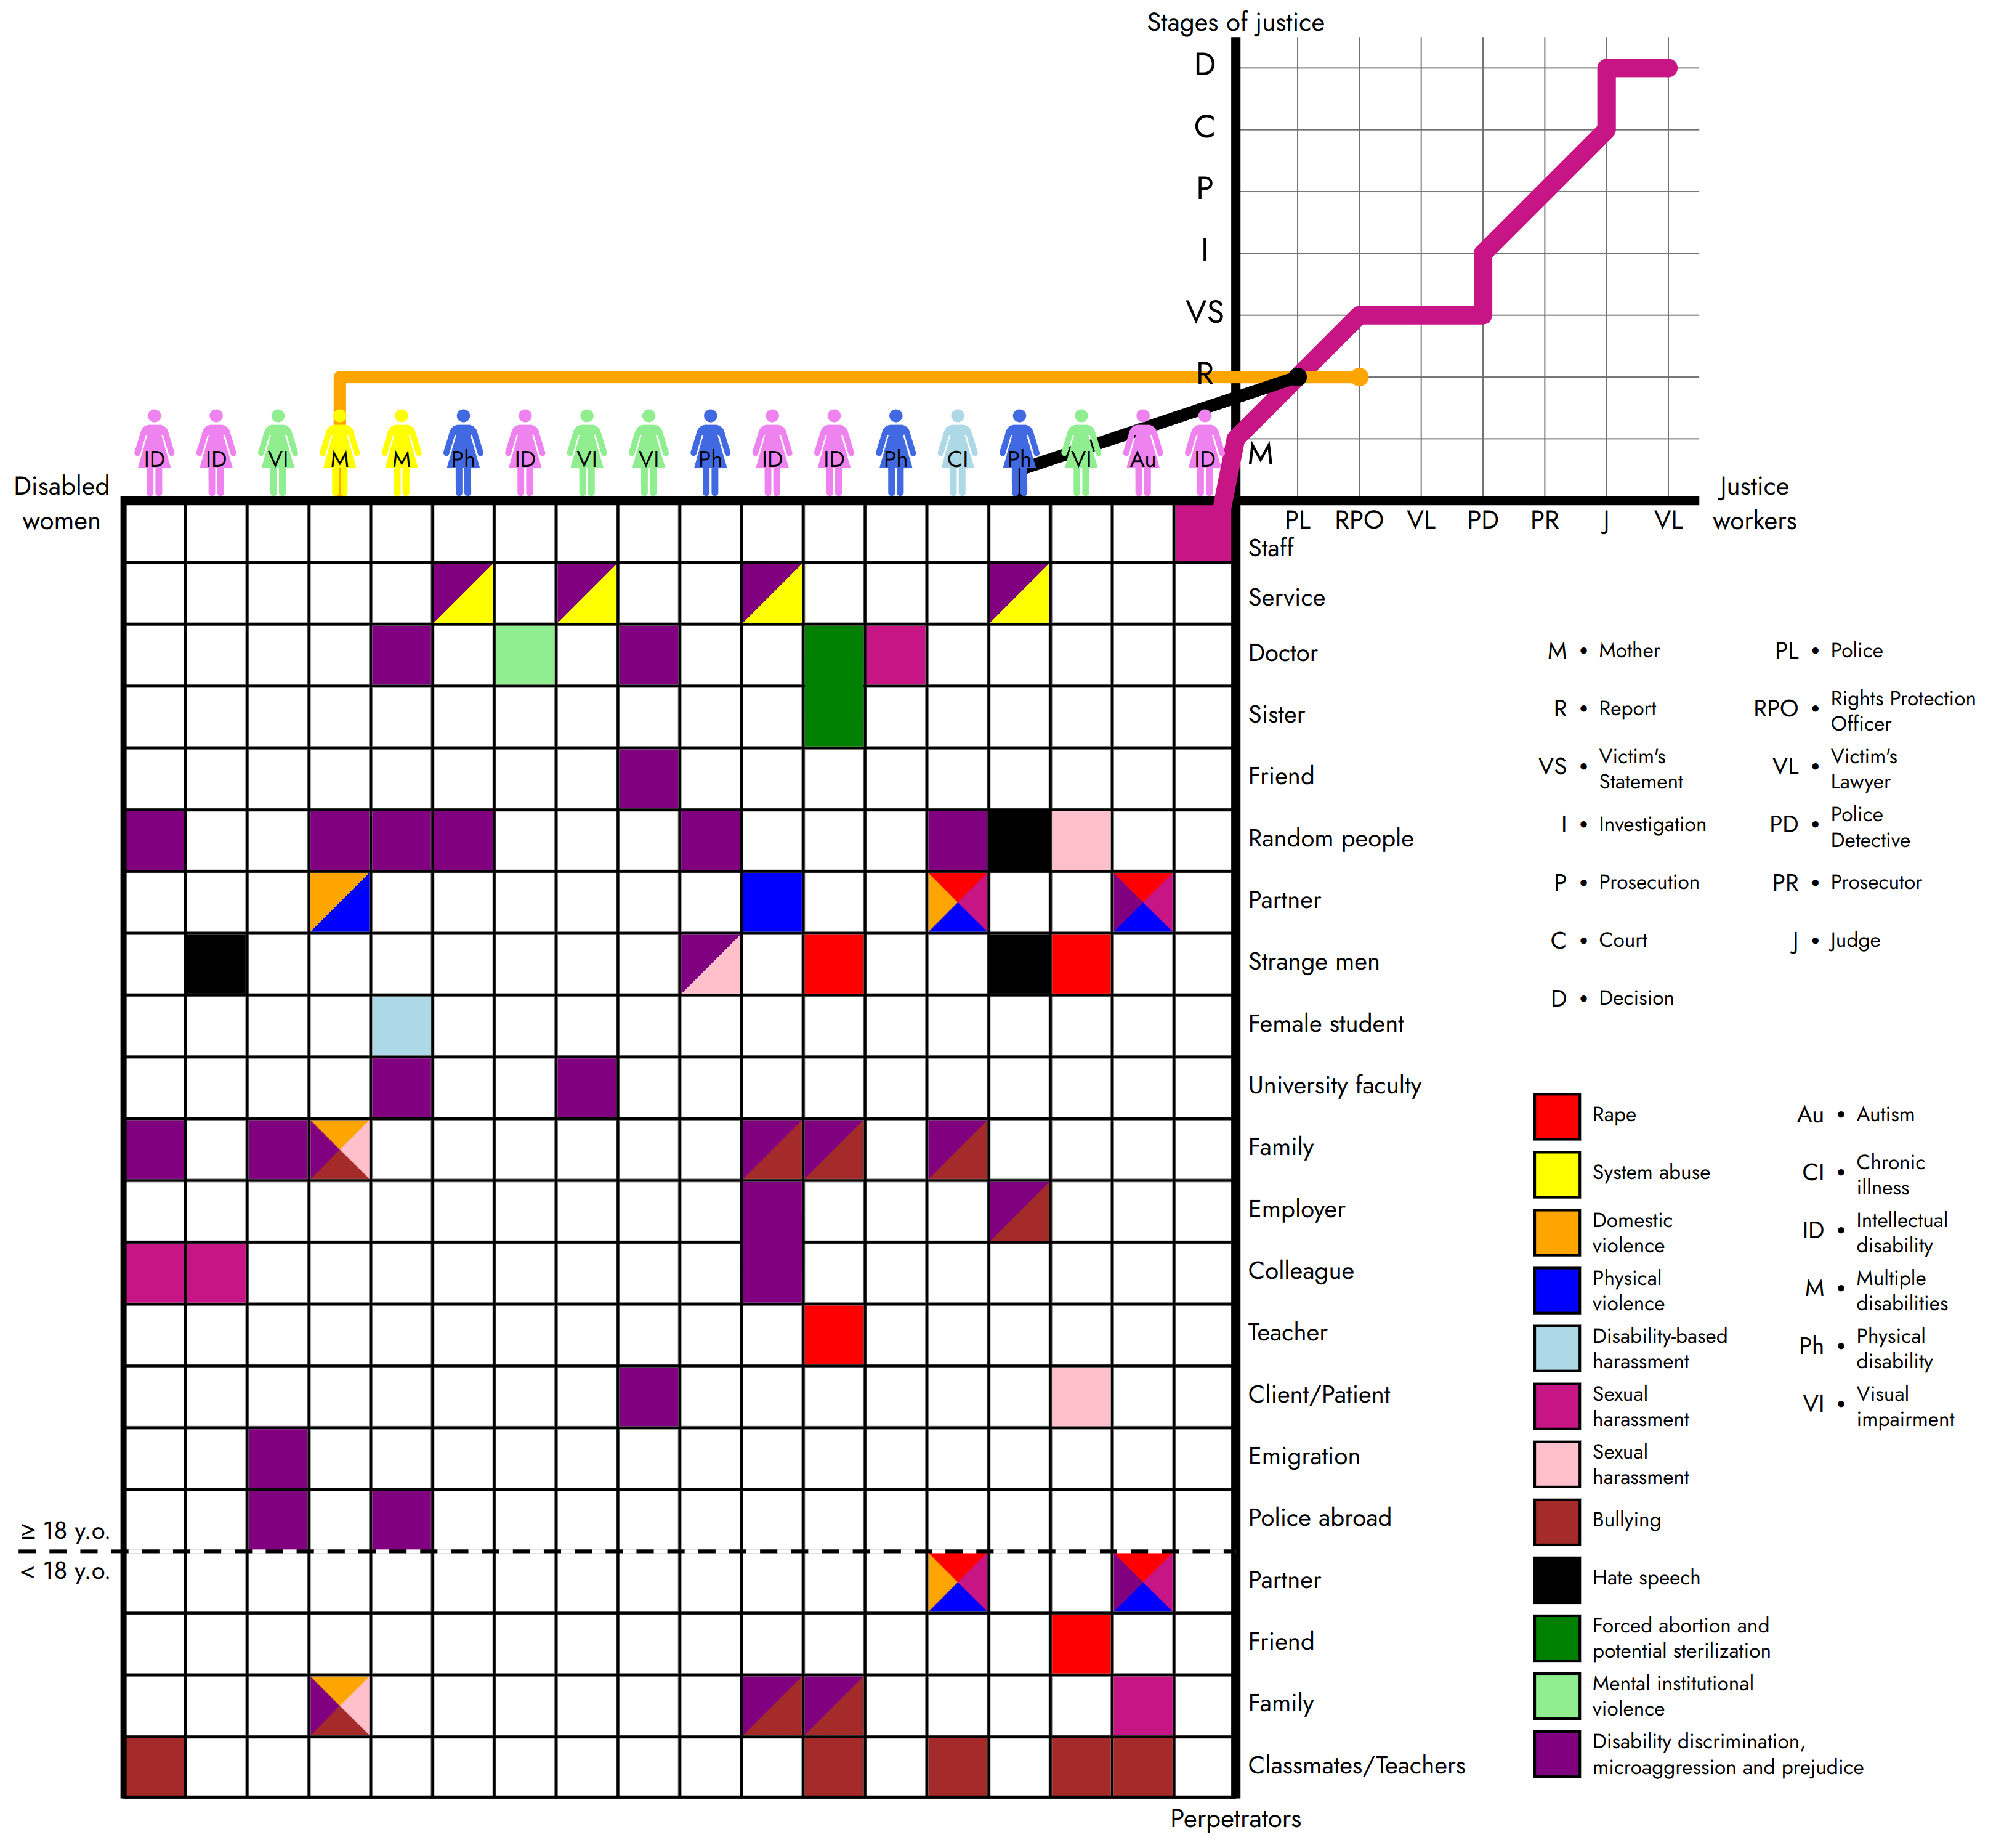 Stages of justice
D
C
P
I
VS
R
M
ID ID VI M M Ph ID VI VI Ph ID ID Ph CI Ph VI Au ID
Disabled
women
Justice
workers
PL RPO VL PD PR J VL
Staff
Service
Doctor
Sister
Friend
Random people
Partner
Strange men
Female student
University faculty
Family
Employer
Colleague
Teacher
Client/Patient
Emigration
Police abroad
≥ 18 y.o.
< 18 y.o.
Partner
Friend
Family
Classmates/Teachers
Perpetrators
M • Mother
R • Report
VS • Victim's
Statement
I • Investigation
P • Prosecution
C • Court
D • Decision
PL • Police
RPO • Rights Protection
Officer
VL • Victim's
Lawyer
PD • Police
Detective
PR • Prosecutor
J • Judge
Rape
System abuse
Domestic
violence
Physical
violence
Disability-based
harassment
Sexual
harassment
Sexual
harassment
Bullying
Hate speech
Forced abortion and
potential sterilization
Mental institutional
violence
Disability discrimination,
microaggression and prejudice
Au • Autism
CI • Chronic
illness
ID • Intellectual
disability
M • Multiple
disabilities
Ph • Physical
disability
VI • Visual
impairment